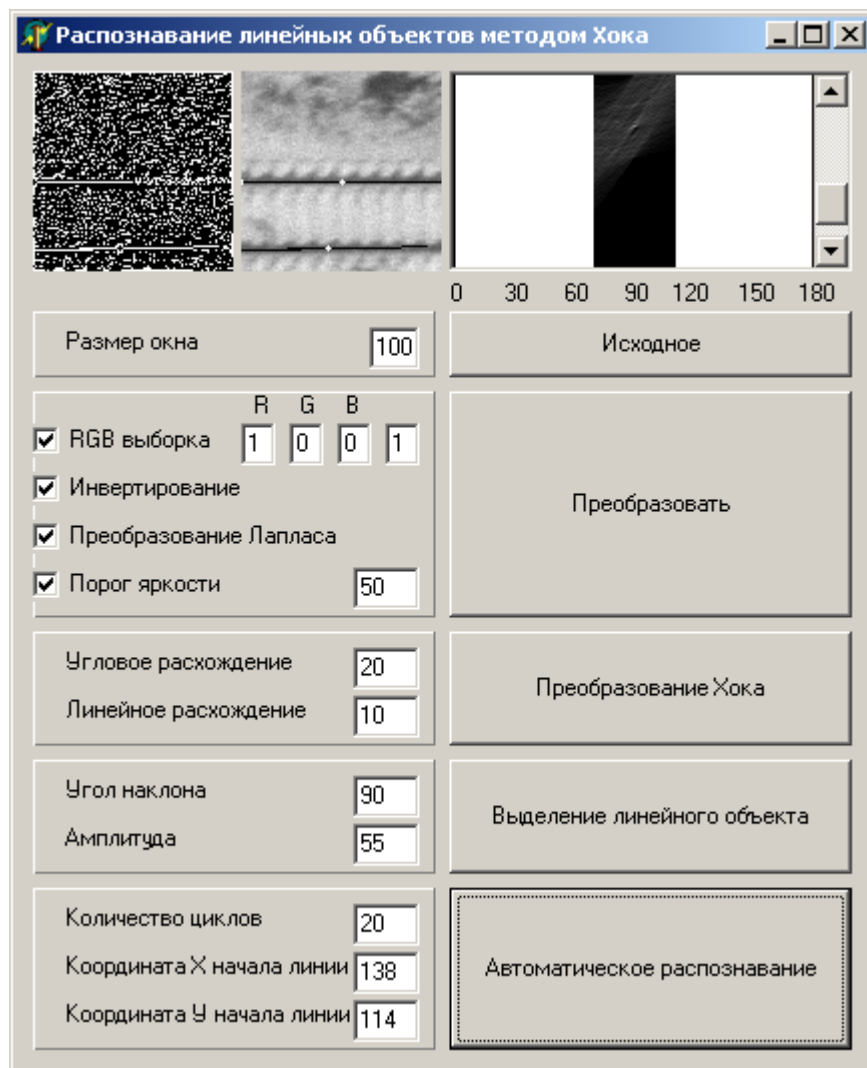 Распознавание линейных объектов методом Хока
0 30 60 90 120 150 180
Размер окна 100
Исходное
R G B
RGB выборка 1 0 0 1
Инвертирование
Преобразование Лапласа
Порог яркости 50
Преобразовать
Угловое расхождение 20
Линейное расхождение 10
Преобразование Хока
Угол наклона 90
Амплитуда 55
Выделение линейного объекта
Количество циклов 20
Координата X начала линии 138
Координата У начала линии 114
Автоматическое распознавание